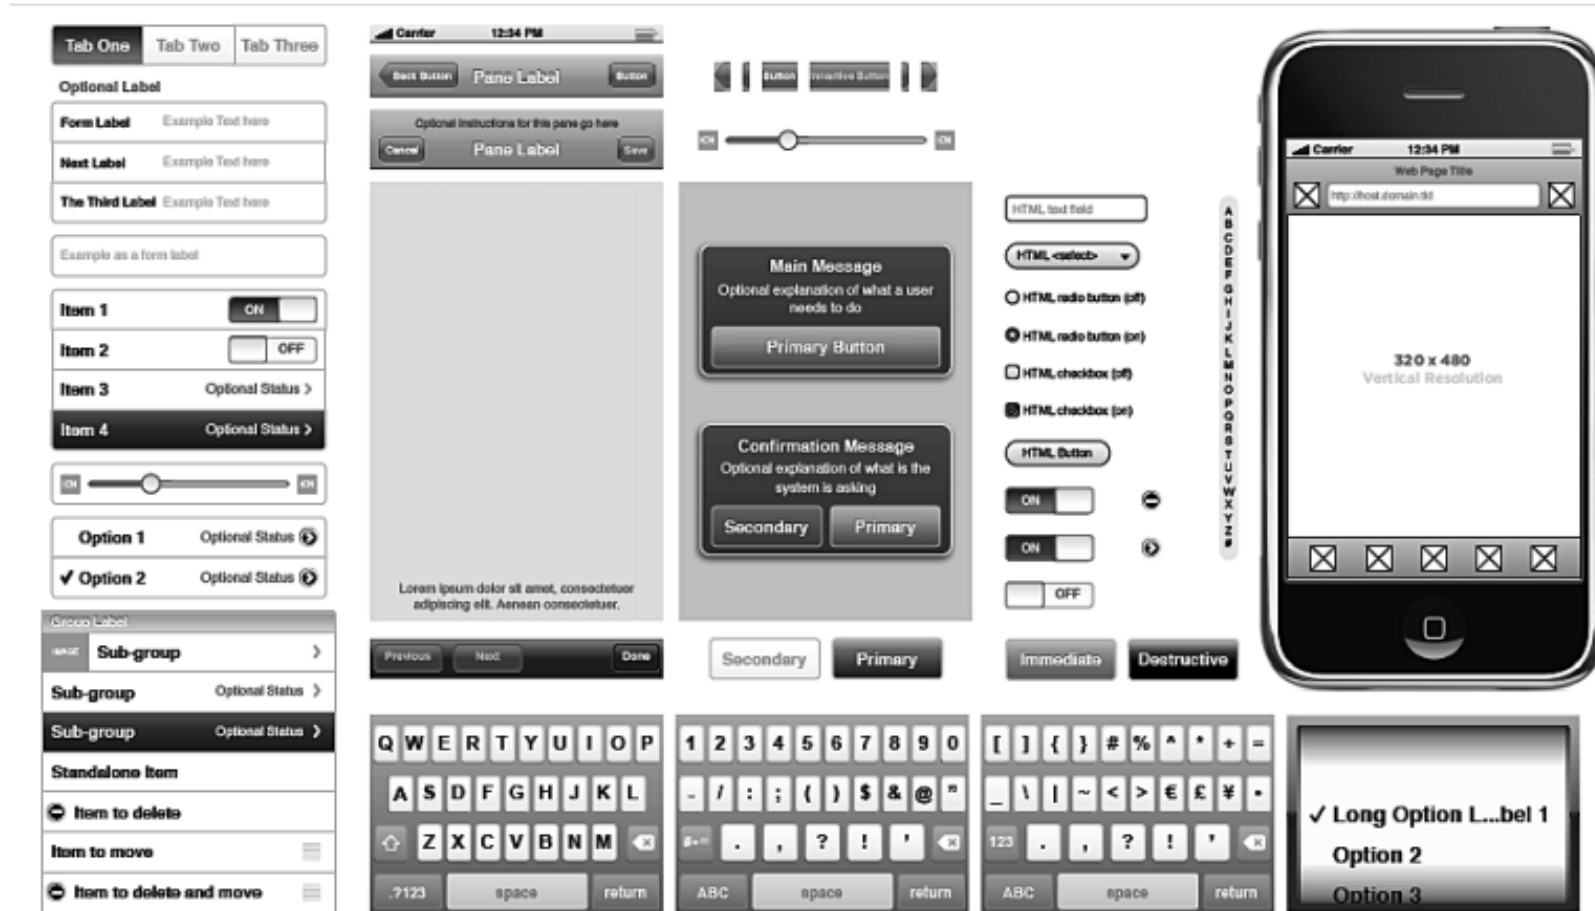 Tab One Tab Two Tab Three
Optional Label
Form Label Example Text here
Next Label Example Text here
The Third Label Example Text here
Example as a form label
Item 1 ON
Item 2 OFF
Item 3 Optional Status
Item 4 Optional Status
ICN ICN
Option 1 Optional Status
✓ Option 2 Optional Status
Group Label
IMAGE Sub-group
Sub-group Optional Status
Sub-group Optional Status
Standalone Item
Item to delete
Item to move
Item to delete and move
Carrier 12:34 PM
Back Button Pane Label Button
Optional instructions for this pane go here
Cancel Pane Label Save
Lorem ipsum dolor sit amet, consectetuer
adipiscing elit. Aenean consectetuer.
Previous Next Done
Button Inactive Button
ICN ICN
Main Message
Optional explanation of what a user
needs to do
Primary Button
Confirmation Message
Optional explanation of what is the
system is asking
Secondary Primary
Secondary Primary
HTML text field
HTML <select>
HTML radio button (off)
HTML radio button (on)
HTML checkbox (off)
HTML checkbox (on)
HTML Button
ON
ON
OFF
Immediate Destructive
A
B
C
D
E
F
G
H
I
J
K
L
M
N
O
P
Q
R
S
T
U
V
W
X
Y
Z
#
Carrier 12:34 PM
Web Page Title
http://host.domain.tld
320 x 480
Vertical Resolution
Q W E R T Y U I O P
A S D F G H J K L
Z X C V B N M
.?123 space return
1 2 3 4 5 6 7 8 9 0
- / : ; ( ) $ & @ "
#+= . , ? ! '
ABC space return
[ ] { } # % ^ * + =
_ \ | ~ < > € £ ¥ •
123 . , ? ! '
ABC space return
✓ Long Option L...bel 1
Option 2
Option 3